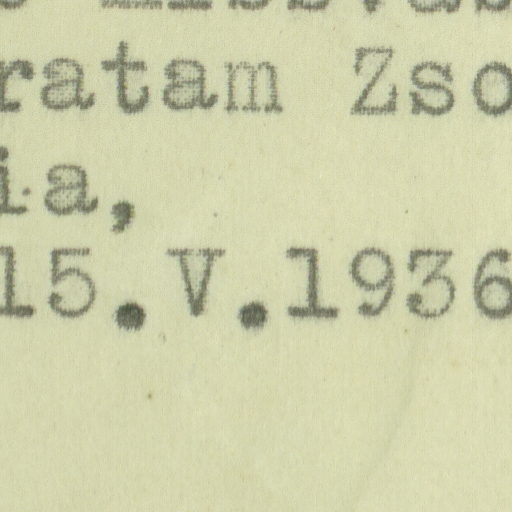 ratam Zso
ia,
15.V.1936